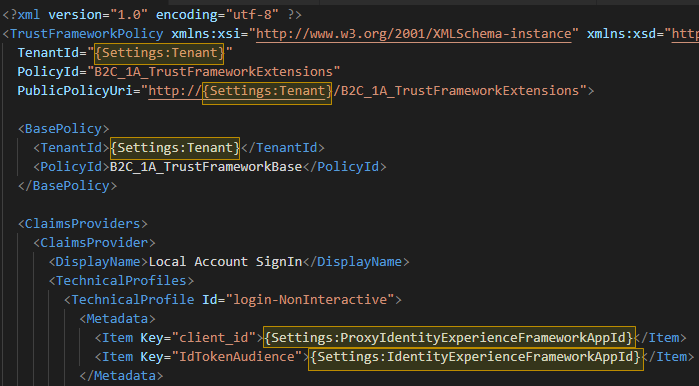 <?xml version="1.0" encoding="utf-8" ?>
<TrustFrameworkPolicy xmlns:xsi="http://www.w3.org/2001/XMLSchema-instance" xmlns:xsd="http
TenantId="{Settings:Tenant}"
PolicyId="B2C_1A_TrustFrameworkExtensions"
PublicPolicyUri="http://{Settings:Tenant}/B2C_1A_TrustFrameworkExtensions">
<BasePolicy>
<TenantId>{Settings:Tenant}</TenantId>
<PolicyId>B2C_1A_TrustFrameworkBase</PolicyId>
</BasePolicy>
<ClaimsProviders>
<ClaimsProvider>
<DisplayName>Local Account SignIn</DisplayName>
<TechnicalProfiles>
<TechnicalProfile Id="login-NonInteractive">
<Metadata>
<Item Key="client_id">{Settings:ProxyIdentityExperienceFrameworkAppId}</Item>
<Item Key="IdTokenAudience">{Settings:IdentityExperienceFrameworkAppId}</Item>
</Metadata>